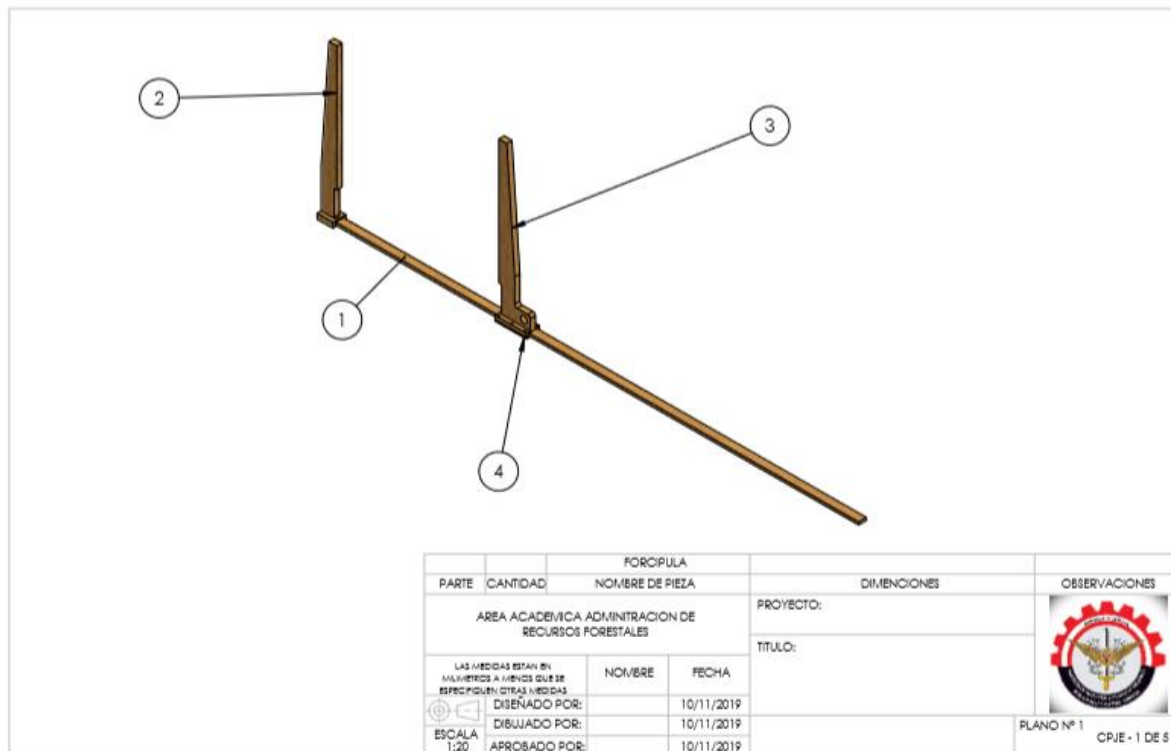 2
3
1
4
FORCIPULA
PARTE CANTIDAD NOMBRE DE PIEZA DIMENCIONES OBSERVACIONES
AREA ACADEMICA ADMINITRACION DE
RECURSOS FORESTALES
PROYECTO:
TITULO:
LAS MEDIDAS ESTAN EN
MILIMETROS A MENOS QUE SE
ESPECIFIQUEN OTRAS MEDIDAS
NOMBRE FECHA
DISEÑADO POR: 10/11/2019
DIBUJADO POR: 10/11/2019
ESCALA
1:20
APROBADO POR: 10/11/2019
PLANO Nº 1
CPJE - 1 DE 5